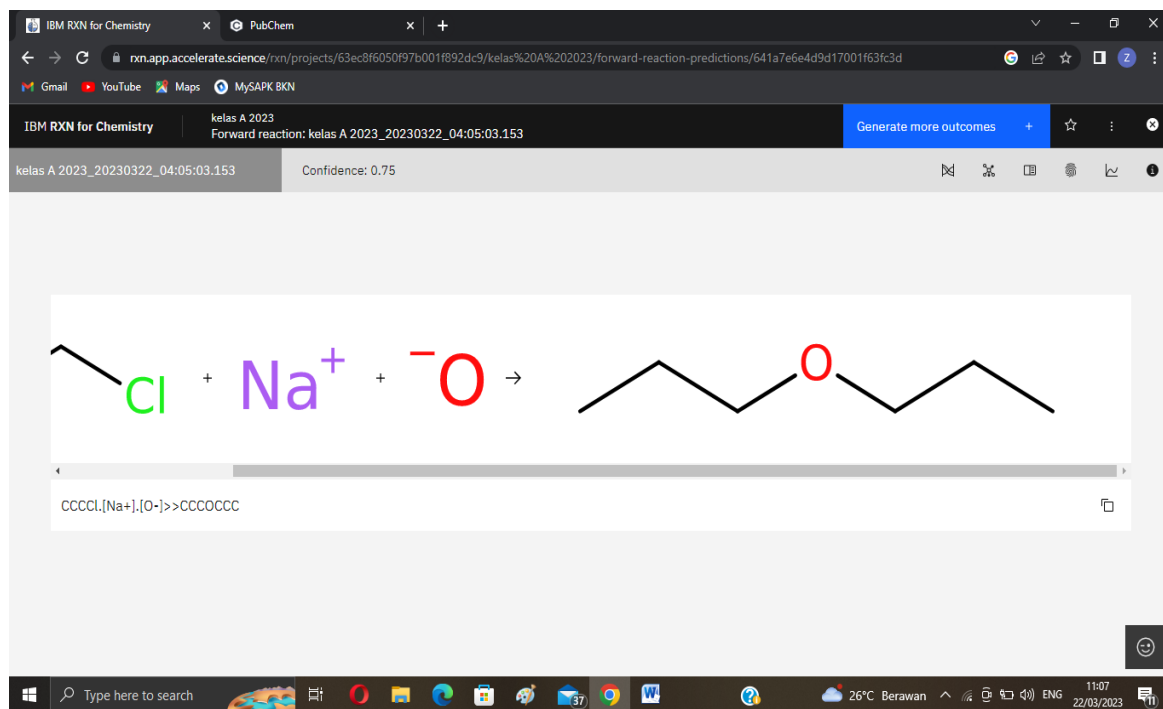 IBM RXN for Chemistry
PubChem
rxn.app.accelerate.science/rxn/projects/63ec8f6050f97b001f892dc9/kelas%20A%202023/forward-reaction-predictions/641a7e6e4d9d17001f63fc3d
Z
Gmail YouTube Maps MySAPK BKN
IBM RXN for Chemistry
kelas A 2023
Forward reaction: kelas A 2023_20230322_04:05:03.153
Generate more outcomes +
kelas A 2023_20230322_04:05:03.153
Confidence: 0.75
Cl + Na+ + −O → O
CCCCl.[Na+].[O-]>>CCCOCCC
Type here to search
37
26°C Berawan
ENG
11:07
22/03/2023
11